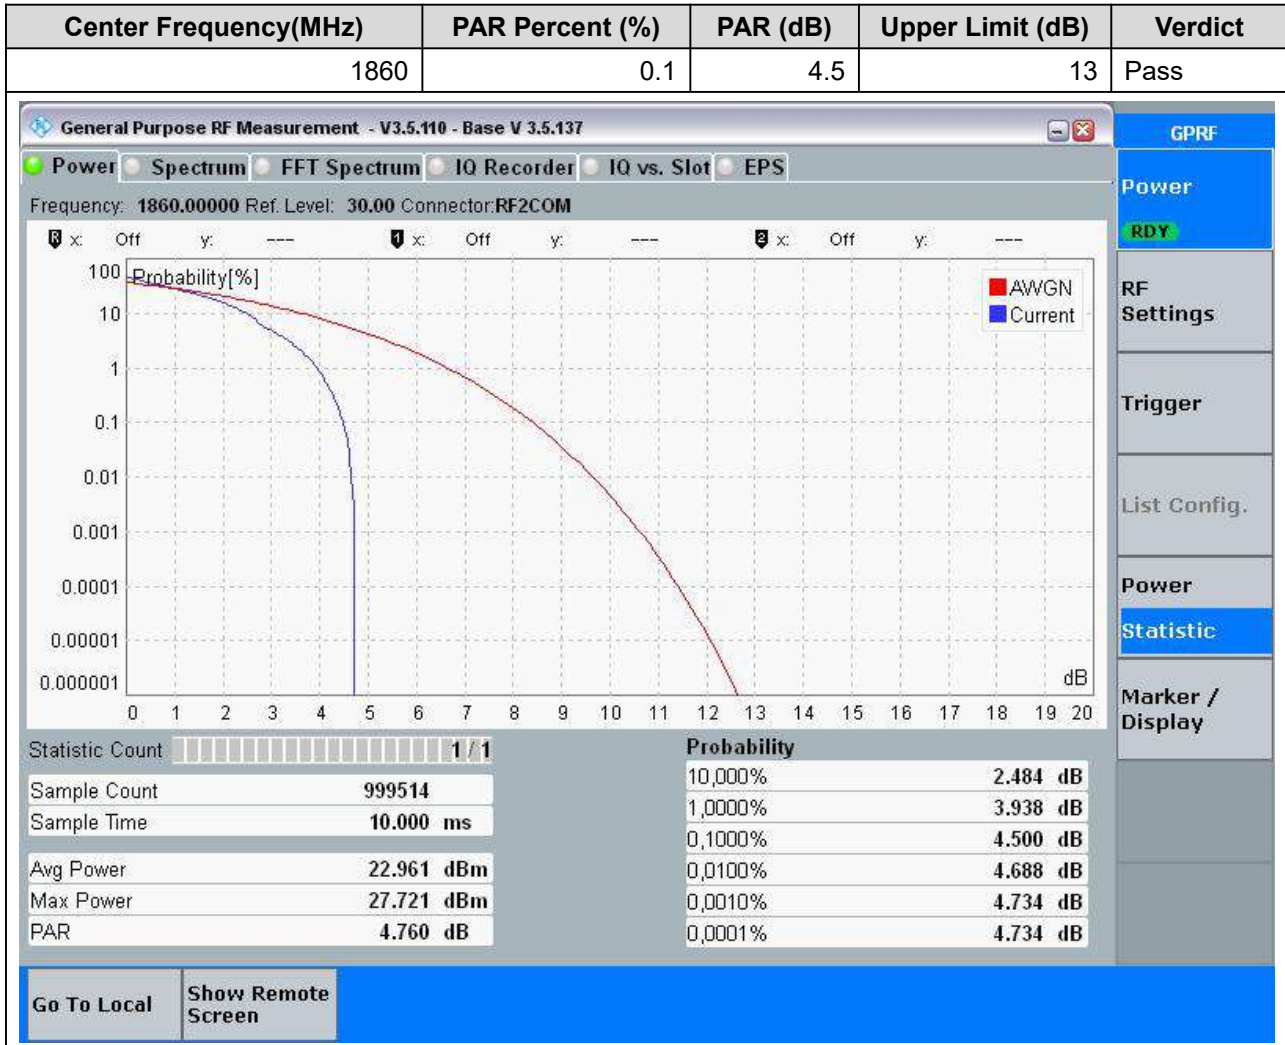 Center Frequency(MHz) PAR Percent (%) PAR (dB) Upper Limit (dB) Verdict
1860 0.1 4.5 13 Pass
General Purpose RF Measurement - V3.5.110 - Base V 3.5.137
GPRF
Power Spectrum FFT Spectrum IQ Recorder IQ vs. Slot EPS
Frequency: 1860.00000 Ref. Level: 30.00 Connector:RF2COM
R x: Off y: --- 1 x: Off y: --- 2 x: Off y: ---
Probability[%]
AWGN
Current
100
10
1
0.1
0.01
0.001
0.0001
0.00001
0.000001
dB
0 1 2 3 4 5 6 7 8 9 10 11 12 13 14 15 16 17 18 19 20
Statistic Count 1 / 1
Sample Count 999514
Sample Time 10.000 ms
Avg Power 22.961 dBm
Max Power 27.721 dBm
PAR 4.760 dB
Probability
10,000% 2.484 dB
1,0000% 3.938 dB
0,1000% 4.500 dB
0,0100% 4.688 dB
0,0010% 4.734 dB
0,0001% 4.734 dB
Power
RDY
RF
Settings
Trigger
List Config.
Power
Statistic
Marker /
Display
Go To Local
Show Remote
Screen